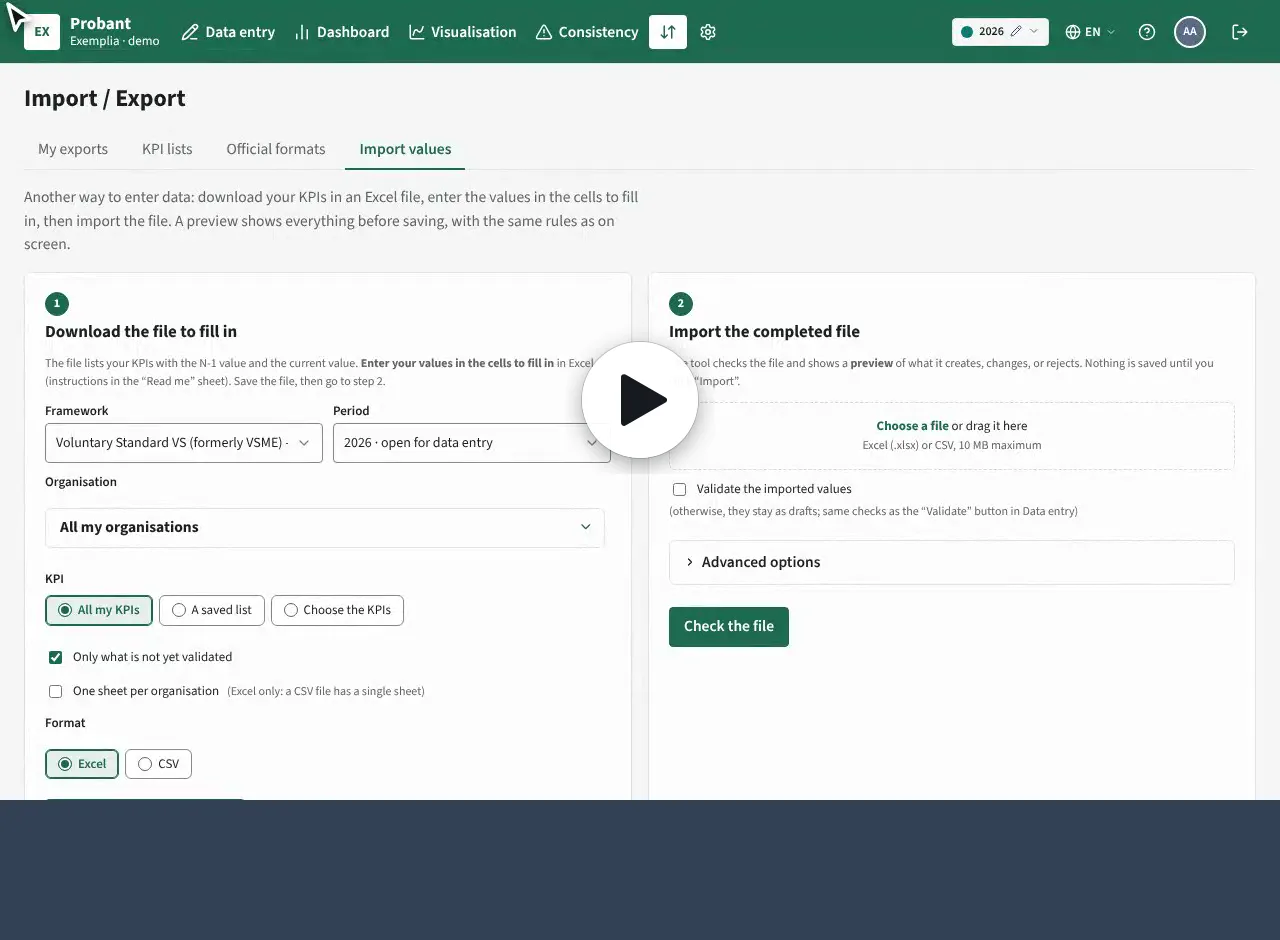 EX
Probant
Exemplia · demo
Data entry
Dashboard
Visualisation
Consistency
2026
EN
AA
Import / Export
My exports
KPI lists
Official formats
Import values
Another way to enter data: download your KPIs in an Excel file, enter the values in the cells to fill
in, then import the file. A preview shows everything before saving, with the same rules as on
screen.
1
Download the file to fill in
The file lists your KPIs with the N-1 value and the current value. Enter your values in the cells to fill in in Excel
(instructions in the “Read me” sheet). Save the file, then go to step 2.
Framework
Period
Voluntary Standard VS (formerly VSME) -
2026 · open for data entry
Organisation
All my organisations
KPI
All my KPIs
A saved list
Choose the KPIs
Only what is not yet validated
One sheet per organisation (Excel only: a CSV file has a single sheet)
Format
Excel
CSV
2
Import the completed file
tool checks the file and shows a preview of what it creates, changes, or rejects. Nothing is saved until you
“Import”.
Choose a file or drag it here
Excel (.xlsx) or CSV, 10 MB maximum
Validate the imported values
(otherwise, they stay as drafts; same checks as the “Validate” button in Data entry)
Advanced options
Check the file